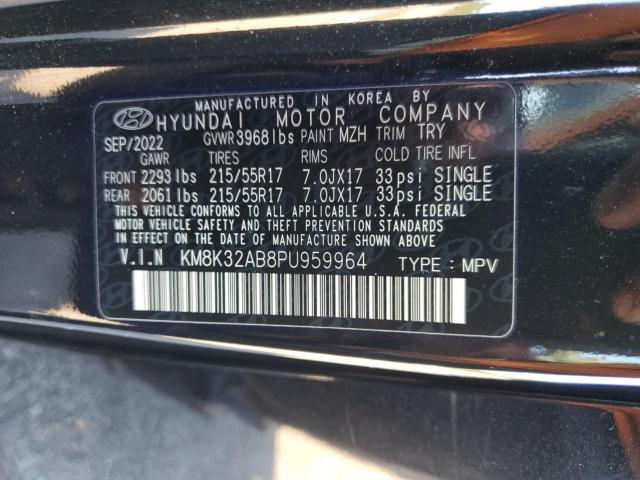 MANUFACTURED IN KOREA BY
HYUNDAI MOTOR COMPANY
SEP/2022 GVWR 3968lbs PAINT MZH TRIM TRY
GAWR TIRES RIMS COLD TIRE INFL
FRONT 2293lbs 215/55R17 7.0JX17 33psi SINGLE
REAR 2061lbs 215/55R17 7.0JX17 33psi SINGLE
THIS VEHICLE CONFORMS TO ALL APPLICABLE U.S.A. FEDERAL
MOTOR VEHICLE SAFETY AND THEFT PREVENTION STANDARDS
IN EFFECT ON THE DATE OF MANUFACTURE SHOWN ABOVE.
V.I.N KM8K32AB8PU959964 TYPE : MPV